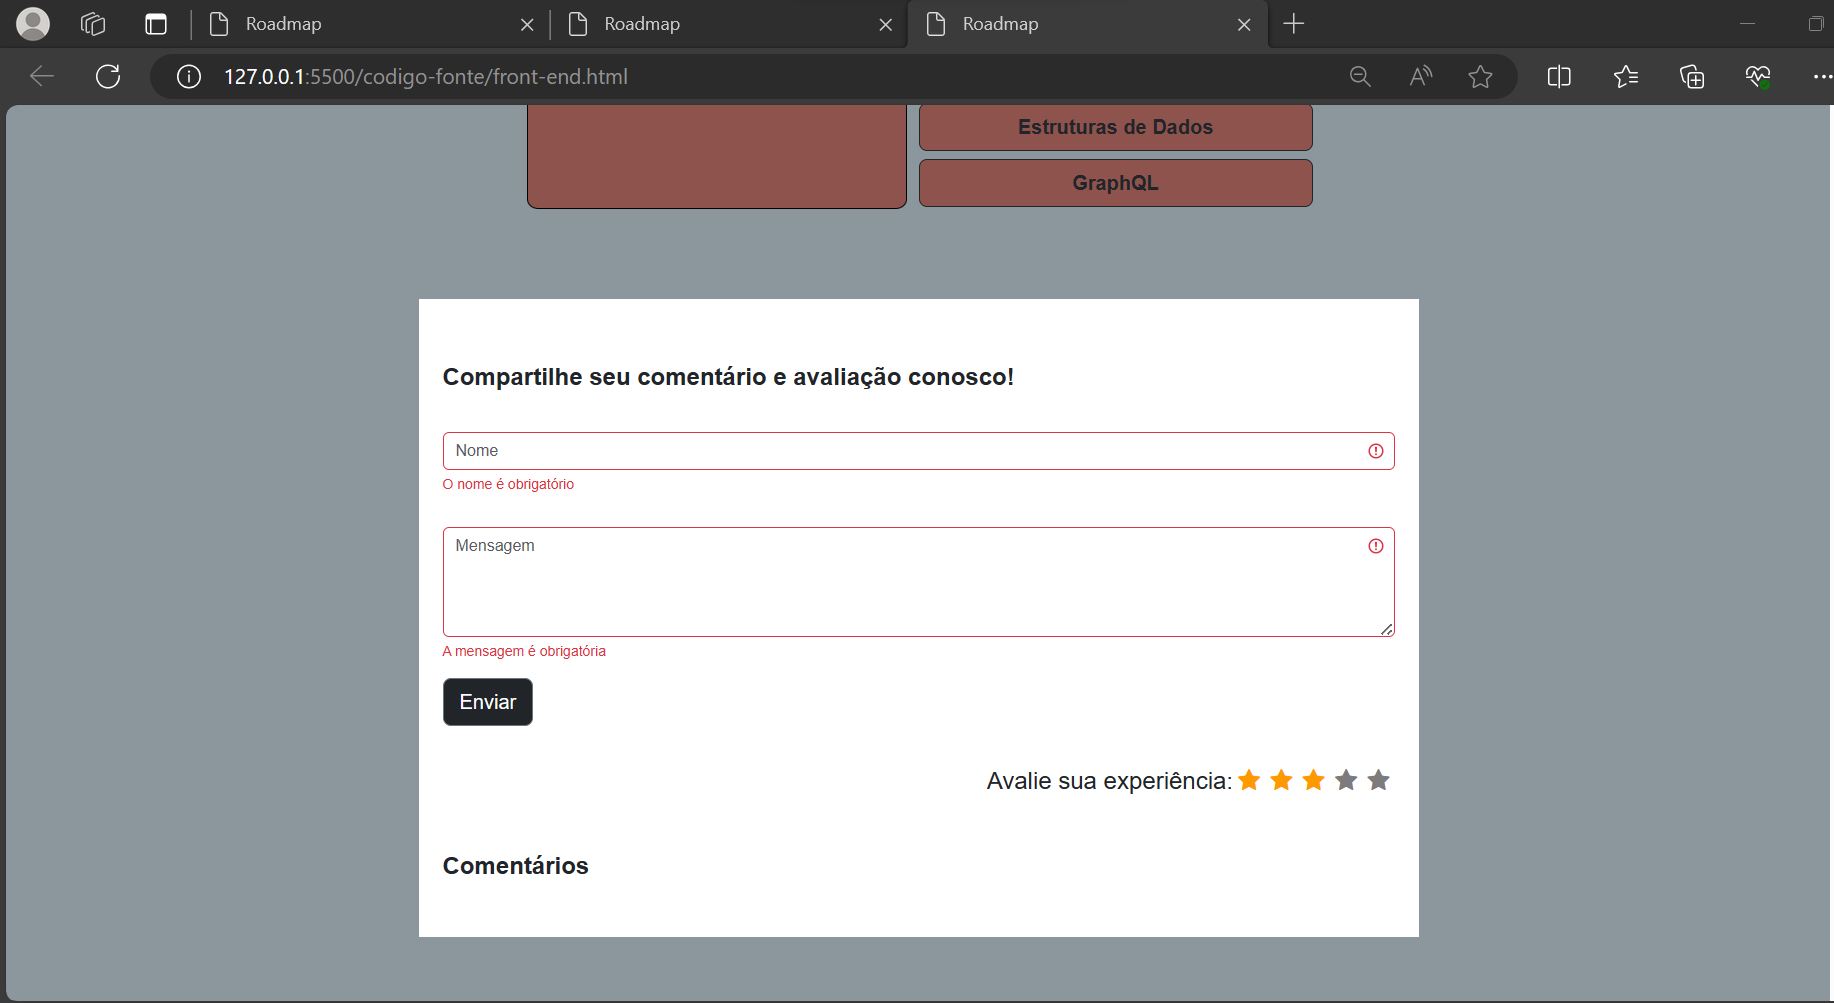 Roadmap
Roadmap
Roadmap
127.0.0.1:5500/codigo-fonte/front-end.html
Estruturas de Dados
GraphQL
Compartilhe seu comentário e avaliação conosco!
Nome
O nome é obrigatório
Mensagem
A mensagem é obrigatória
Enviar
Avalie sua experiência:
Comentários